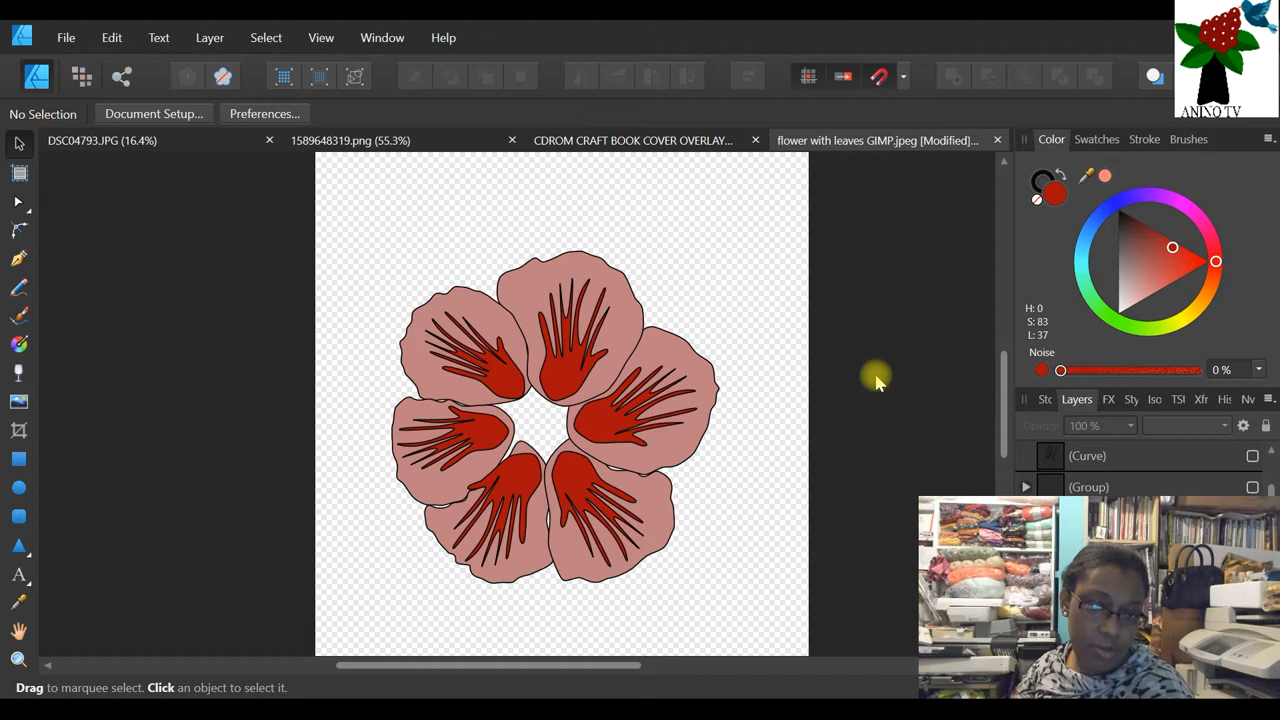 File Edit Text Layer Select View Window Help
ANINO TV
No Selection Document Setup... Preferences...
DSC04793.JPG (16.4%) 1589648319.png (55.3%) CDROM CRAFT BOOK COVER OVERLAY... flower with leaves GIMP.jpeg [Modified]...
Color Swatches Stroke Brushes
H: 0
S: 83
L: 37
Noise
0 %
Stc Layers FX Sty Iso TSI Xfr His Nv
Opacity: 100 %
(Curve)
(Group)
A
Drag to marquee select. Click an object to select it.